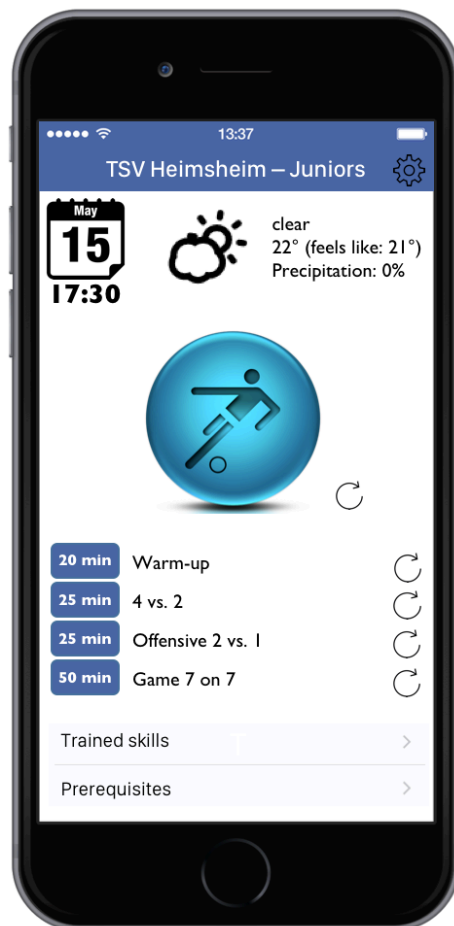 13:37
TSV Heimsheim – Juniors
May
15
17:30
clear
22° (feels like: 21°)
Precipitation: 0%
20 min Warm-up
25 min 4 vs. 2
25 min Offensive 2 vs. 1
50 min Game 7 on 7
Trained skills
T
Prerequisites